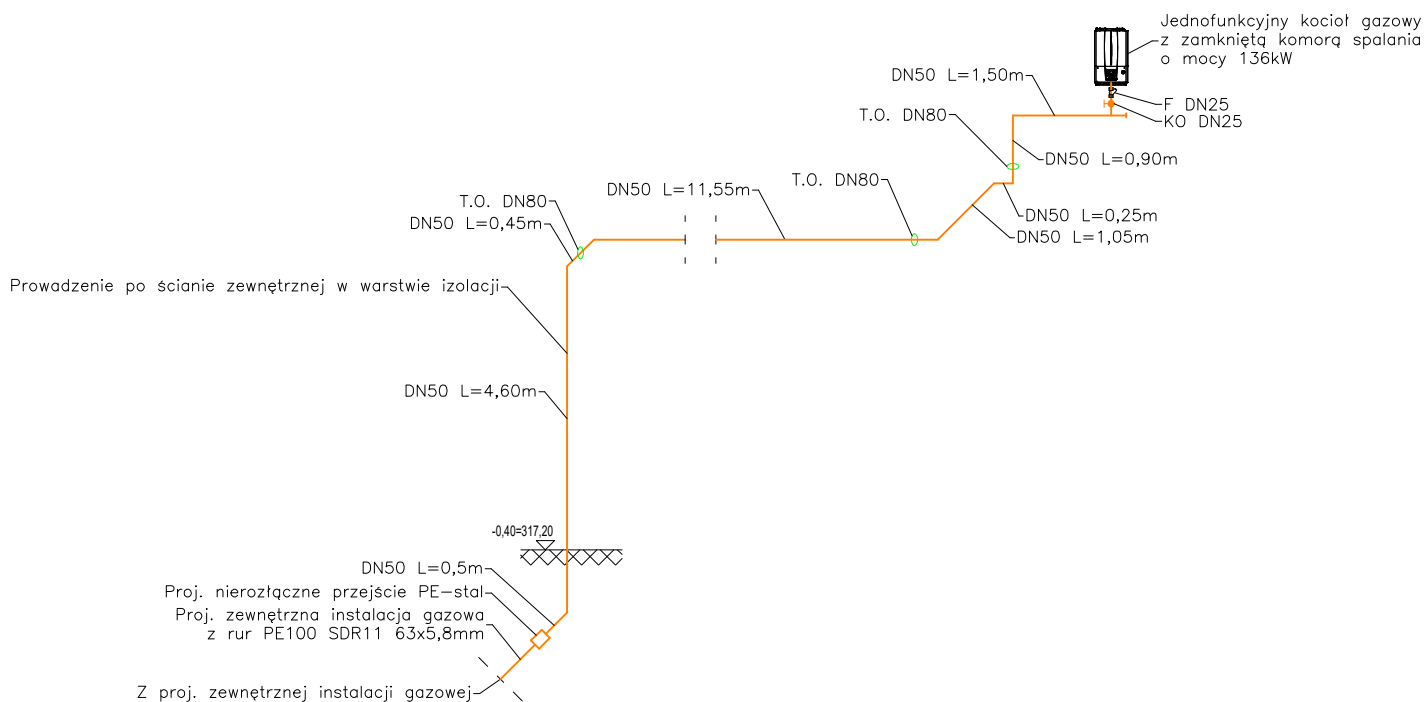 Jednofunkcyjny kocioł gazowy
z zamkniętą komorą spalania
o mocy 136kW
DN50 L=1,50m
F DN25
T.O. DN80
KO DN25
DN50 L=0,90m
T.O. DN80
DN50 L=11,55m
T.O. DN80
DN50 L=0,25m
DN50 L=0,45m
DN50 L=1,05m
Prowadzenie po ścianie zewnętrznej w warstwie izolacji
DN50 L=4,60m
-0,40=317,20
DN50 L=0,5m
Proj. nierozłączne przejście PE-stal
Proj. zewnętrzna instalacja gazowa
z rur PE100 SDR11 63x5,8mm
Z proj. zewnętrznej instalacji gazowej